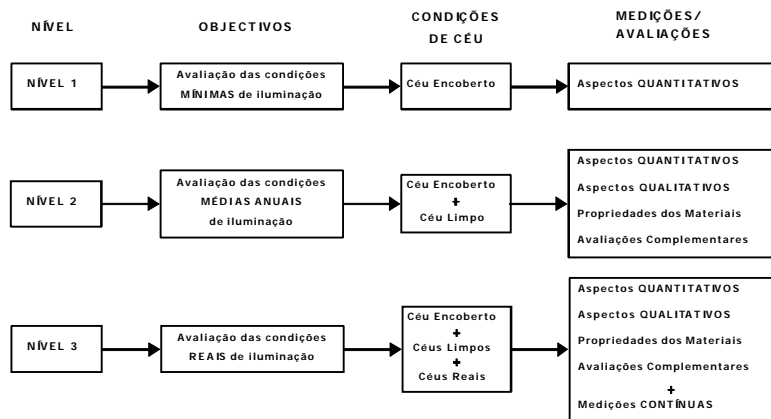 NÍVEL
OBJECTIVOS
CONDIÇÕES
DE CÉU
MEDIÇÕES/
AVALIAÇÕES
NÍVEL 1
Avaliação das condições
MÍNIMAS de iluminação
Céu Encoberto
Aspectos QUANTITATIVOS
NÍVEL 2
Avaliação das condições
MÉDIAS ANUAIS
de iluminação
Céu Encoberto
+
Céu Limpo
Aspectos QUANTITATIVOS
Aspectos QUALITATIVOS
Propriedades dos Materiais
Avaliações Complementares
NÍVEL 3
Avaliação das condições
REAIS de iluminação
Céu Encoberto
+
Céus Limpos
+
Céus Reais
Aspectos QUANTITATIVOS
Aspectos QUALITATIVOS
Propriedades dos Materiais
Avaliações Complementares
+
Medições CONTÍNUAS